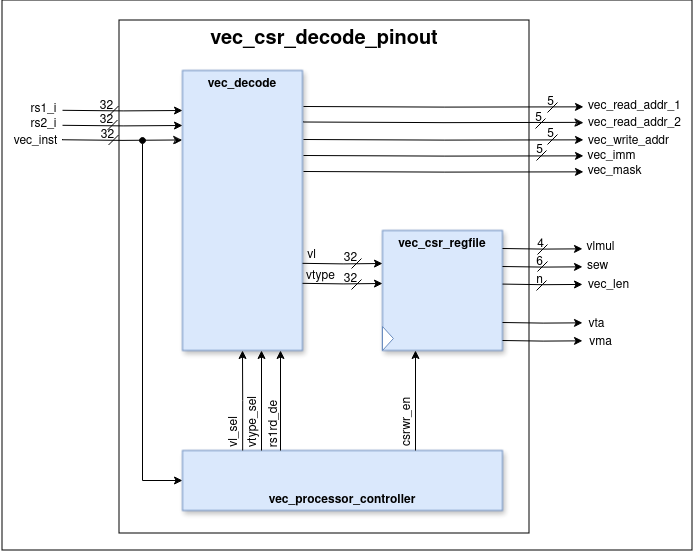 vec_csr_decode_pinout
vec_decode
rs1_i
32
rs2_i
32
vec_inst
32
5
vec_read_addr_1
5
vec_read_addr_2
5
vec_write_addr
5
vec_imm
vec_mask
vl
32
vtype
32
vec_csr_regfile
4
vlmul
6
sew
n
vec_len
vta
vma
vl_sel
vtype_sel
rs1rd_de
csrwr_en
vec_processor_controller